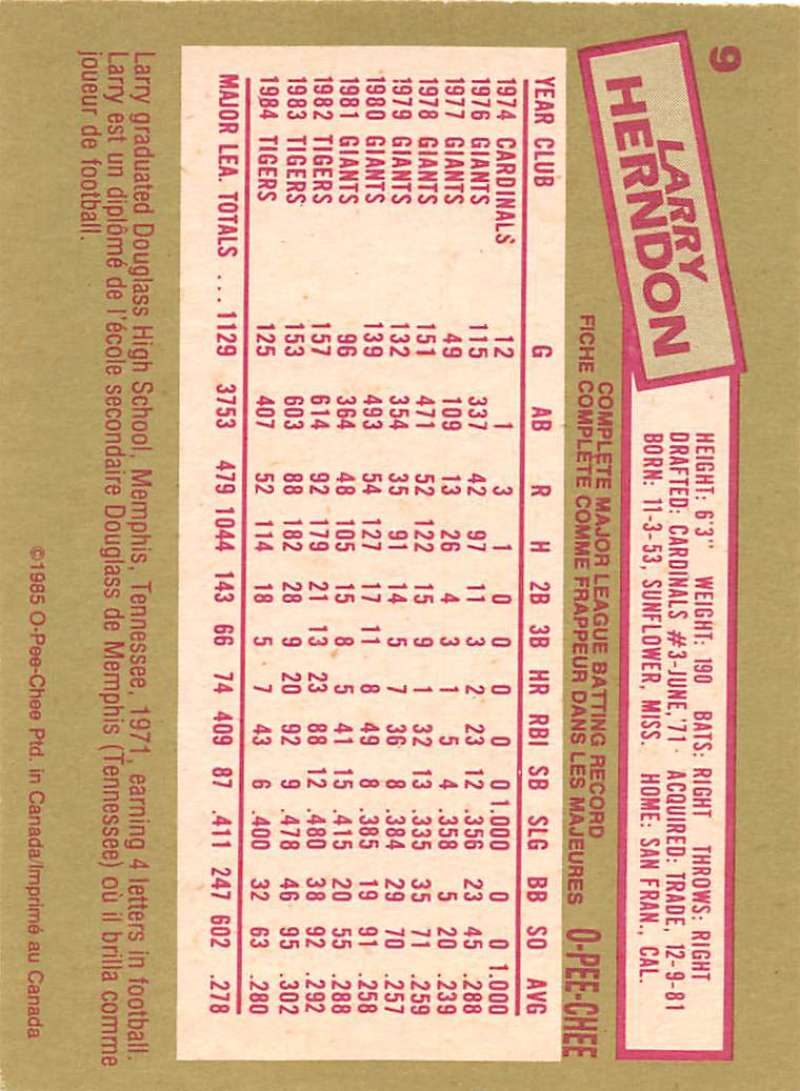 9
LARRY
HERNDON
HEIGHT: 6'3" WEIGHT: 190 BATS: RIGHT THROWS: RIGHT
DRAFTED: CARDINALS #3-JUNE,'71 · ACQUIRED: TRADE, 12-9-81
BORN: 11-3-53, SUNFLOWER, MISS. HOME: SAN FRAN., CAL.
COMPLETE MAJOR LEAGUE BATTING RECORD
FICHE COMPLÈTE COMME FRAPPEUR DANS LES MAJEURES O-PEE-CHEE
YEAR CLUB G AB R H 2B 3B HR RBI SB SLG BB SO AVG
1974 CARDINALS 12 1 3 1 0 0 0 0 0 1.000 0 0 1.000
1976 GIANTS 115 337 42 97 11 3 2 23 12 .356 23 45 .288
1977 GIANTS 49 109 13 26 4 3 1 5 4 .358 5 20 .239
1978 GIANTS 151 471 52 122 15 9 1 32 13 .335 35 71 .259
1979 GIANTS 132 354 35 91 14 5 7 36 8 .384 29 70 .257
1980 GIANTS 139 493 54 127 17 11 8 49 8 .385 19 91 .258
1981 GIANTS 96 364 48 105 15 8 5 41 15 .415 20 55 .288
1982 TIGERS 157 614 92 179 21 13 23 88 12 .480 38 92 .292
1983 TIGERS 153 603 88 182 28 9 20 92 9 .478 46 95 .302
1984 TIGERS 125 407 52 114 18 5 7 43 6 .400 32 63 .280
MAJOR LEA. TOTALS ... 1129 3753 479 1044 143 66 74 409 87 .411 247 602 .278
Larry graduated Douglass High School, Memphis, Tennessee, 1971, earning 4 letters in football.
Larry est un diplômé de l'école secondaire Douglass de Memphis (Tennessee) où il brilla comme
joueur de football.
©1985 O-Pee-Chee Ptd. in Canada/Imprimé au Canada